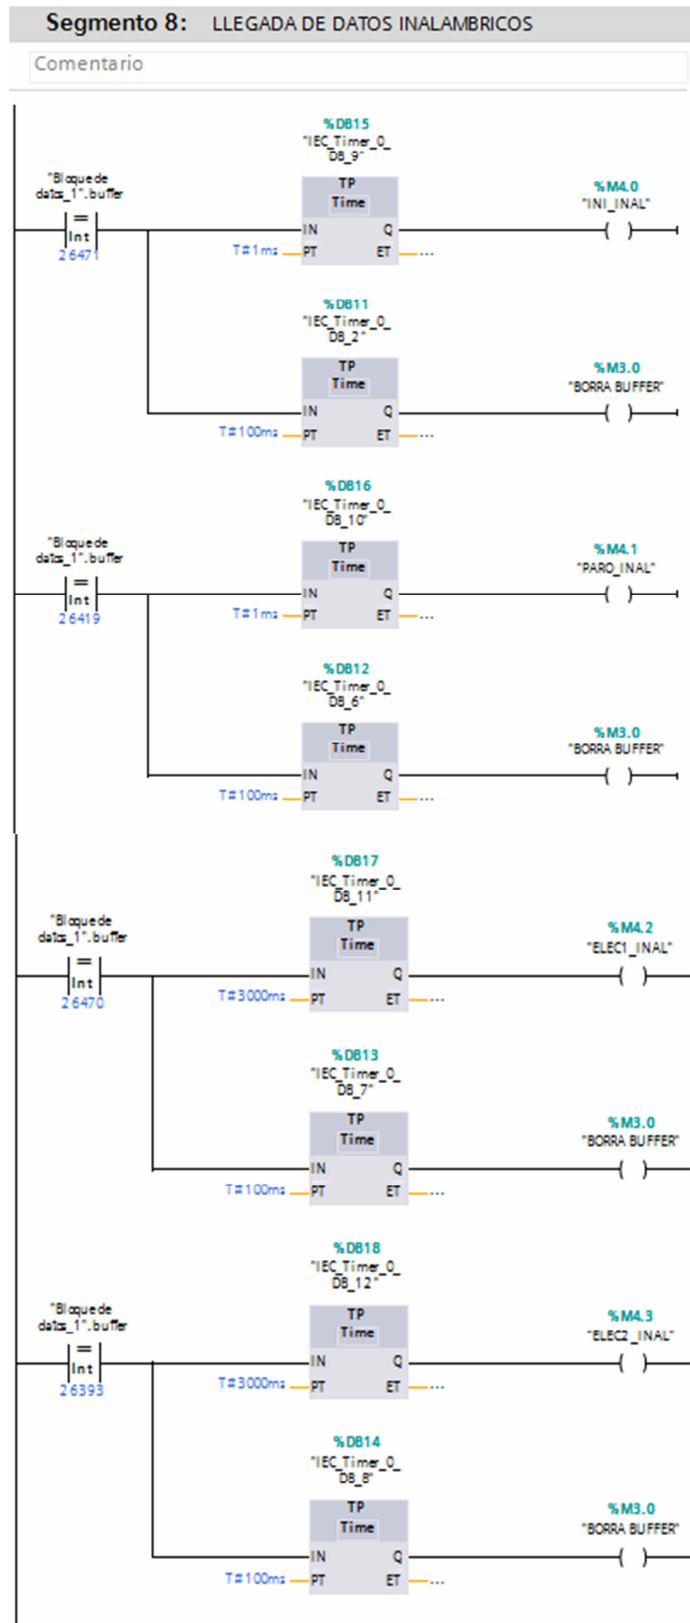 Segmento 8: LLEGADA DE DATOS INALAMBRICOS
Comentario
%DB15
"IEC_Timer_0_
DB_9"
"Bloque de
datos_1".buffer
TP
Time
%M4.0
"INI_INAL"
==
Int
IN
Q
26471
T#1ms
PT
ET
...
%DB11
"IEC_Timer_0_
DB_2"
TP
Time
%M3.0
"BORRA BUFFER"
IN
Q
T#100ms
PT
ET
...
%DB16
"IEC_Timer_0_
DB_10"
"Bloque de
datos_1".buffer
TP
Time
%M4.1
"PARO_INAL"
==
Int
IN
Q
26419
T#1ms
PT
ET
...
%DB12
"IEC_Timer_0_
DB_6"
TP
Time
%M3.0
"BORRA BUFFER"
IN
Q
T#100ms
PT
ET
...
%DB17
"IEC_Timer_0_
DB_11"
"Bloque de
datos_1".buffer
TP
Time
%M4.2
"ELEC1_INAL"
==
Int
IN
Q
26470
T#3000ms
PT
ET
...
%DB13
"IEC_Timer_0_
DB_7"
TP
Time
%M3.0
"BORRA BUFFER"
IN
Q
T#100ms
PT
ET
...
%DB18
"IEC_Timer_0_
DB_12"
"Bloque de
datos_1".buffer
TP
Time
%M4.3
"ELEC2_INAL"
==
Int
IN
Q
26393
T#3000ms
PT
ET
...
%DB14
"IEC_Timer_0_
DB_8"
TP
Time
%M3.0
"BORRA BUFFER"
IN
Q
T#100ms
PT
ET
...